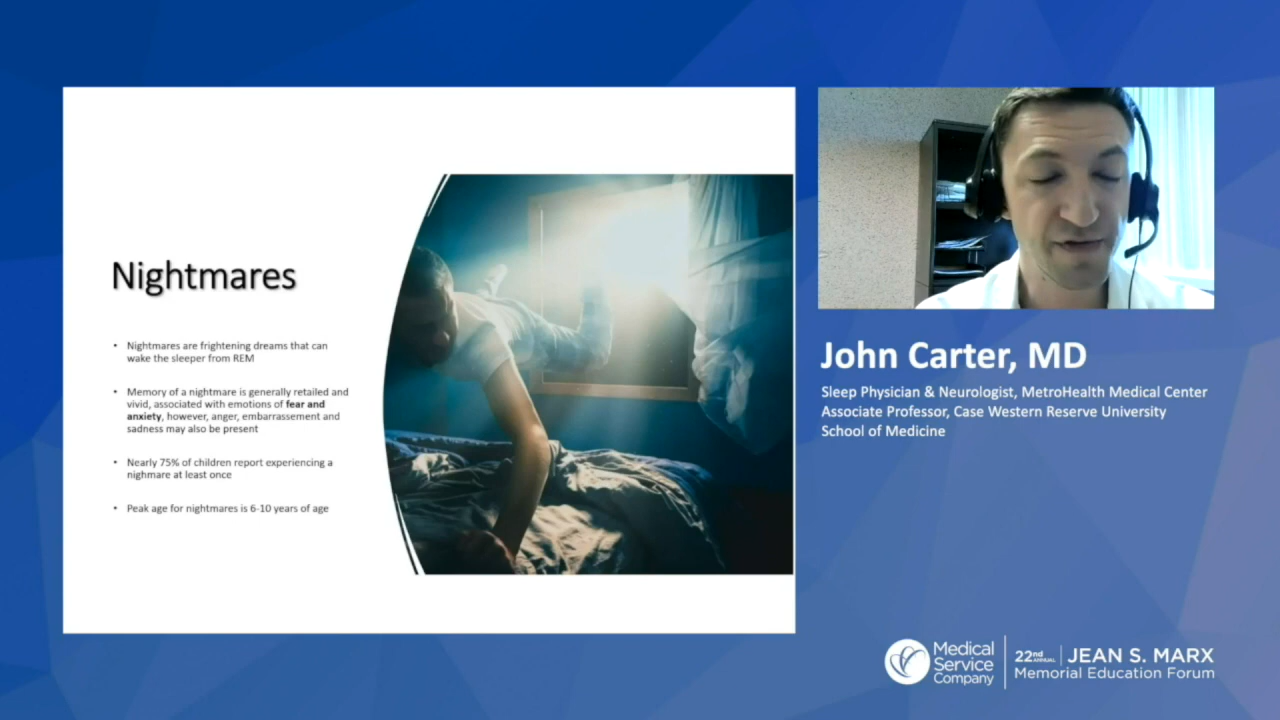 Nightmares
• Nightmares are frightening dreams that can
wake the sleeper from REM
• Memory of a nightmare is generally retailed and
vivid, associated with emotions of fear and
anxiety, however, anger, embarrassement and
sadness may also be present
• Nearly 75% of children report experiencing a
nighmare at least once
• Peak age for nightmares is 6-10 years of age
John Carter, MD
Sleep Physician & Neurologist, MetroHealth Medical Center
Associate Professor, Case Western Reserve University
School of Medicine
Medical
Service
Company
22nd ANNUAL | JEAN S. MARX
Memorial Education Forum